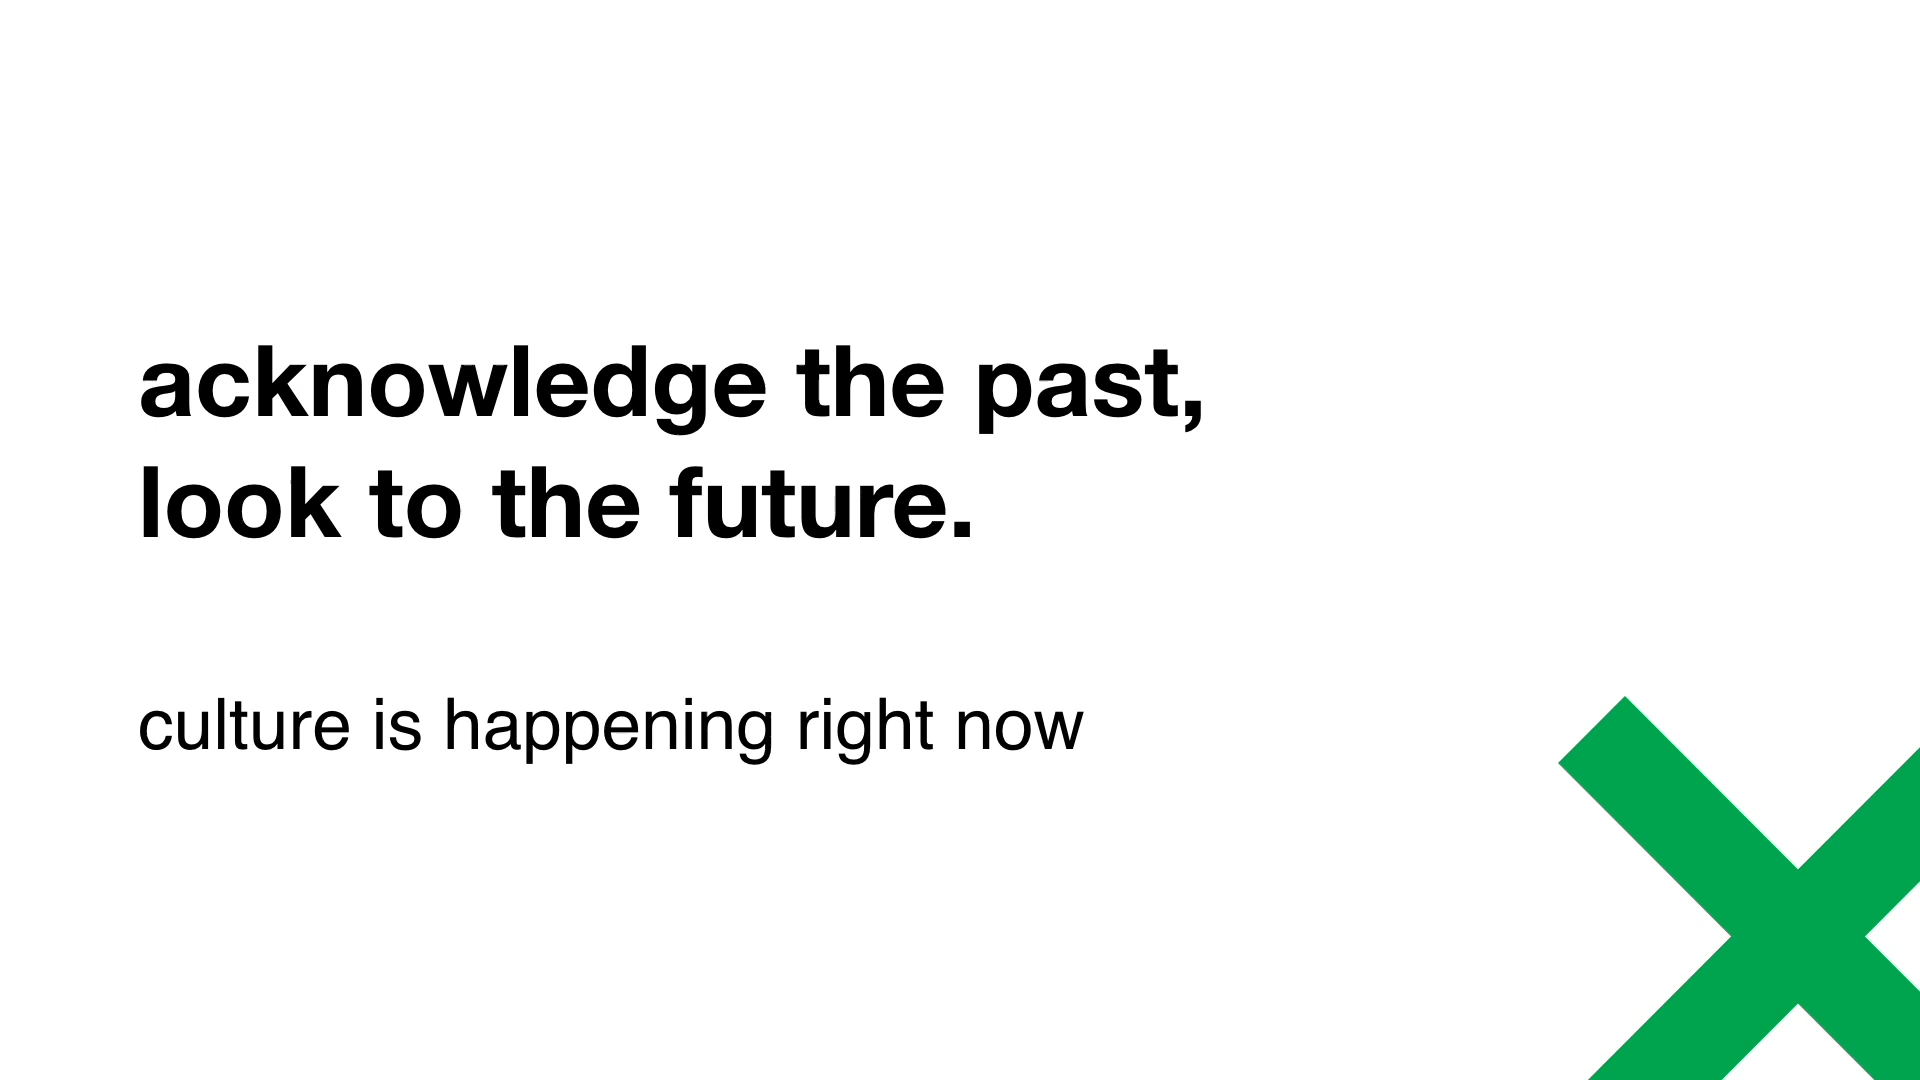 acknowledge the past,
look to the future.
culture is happening right now